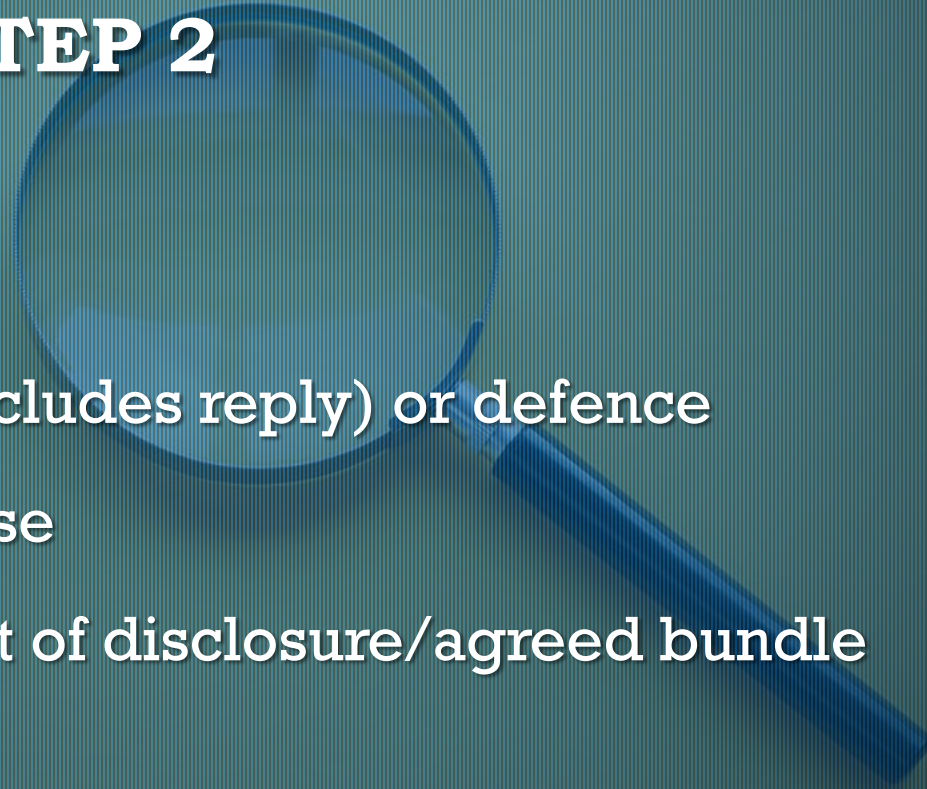 TEP 2
cludes reply) or defence
se
t of disclosure/agreed bundle